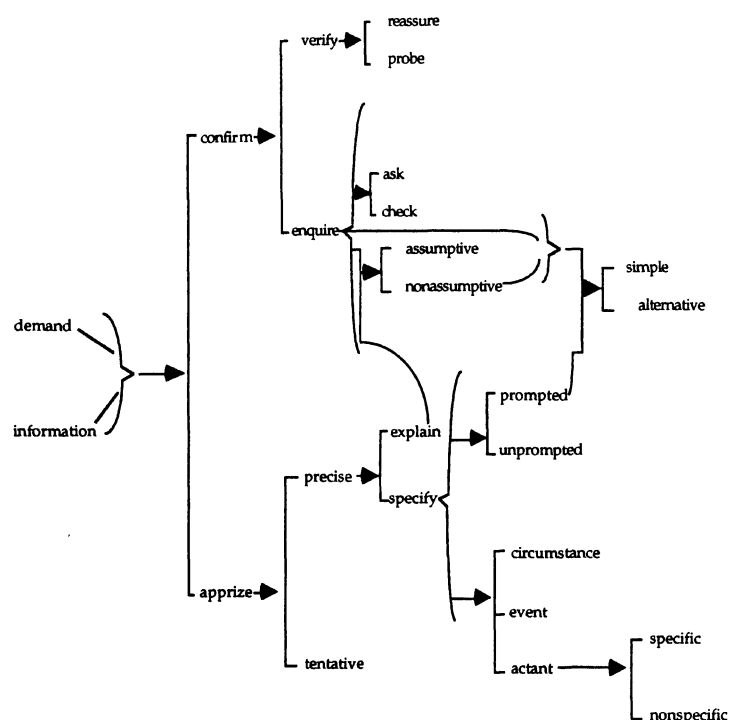 reassure
verify
probe
confirm
ask
check
enquire
assumptive
simple
nonassumptive
alternative
demand
prompted
explain
information
unprompted
precise
specify
circumstance
apprize
event
specific
tentative
actant
nonspecific